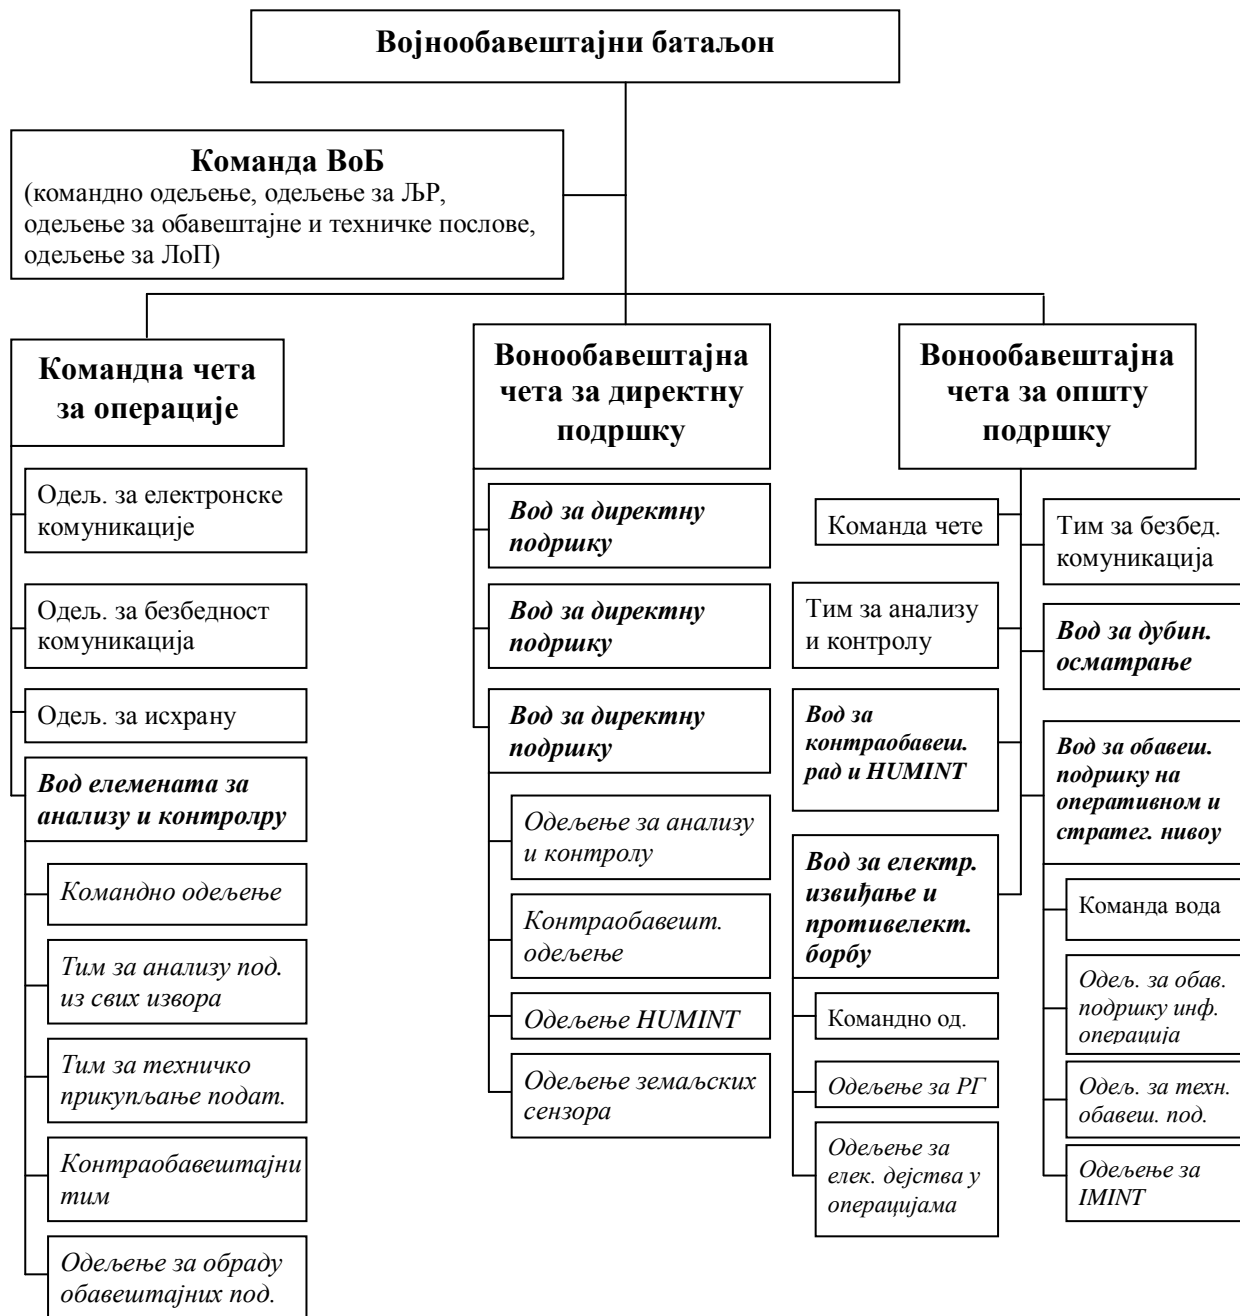 Војнообавештајни батаљон
Команда ВоБ
(командно одељење, одељење за ЉР,
одељење за обавештајне и техничке послове,
одељење за ЛоП)
Командна чета
за операције
Одељ. за електронске
комуникације
Одељ. за безбедност
комуникација
Одељ. за исхрану
Вод елемената за
анализу и контролру
Командно одељење
Тим за анализу под.
из свих извора
Тим за техничко
прикупљање подат.
Контраобавештајни
тим
Одељење за обраду
обавештајних под.
Вонообавештајна
чета за директну
подршку
Вод за директну
подршку
Вод за директну
подршку
Вод за директну
подршку
Одељење за анализу
и контролу
Контраобавешт.
одељење
Одељење HUMINT
Одељење земаљских
сензора
Вонообавештајна
чета за општу
подршку
Команда чете
Тим за анализу
и контролу
Вод за
контраобавеш.
рад и HUMINT
Вод за електр.
извиђање и
противелект.
борбу
Командно од.
Одељење за РГ
Одељење за
елек. дејства у
операцијама
Тим за безбед.
комуникација
Вод за дубин.
осматрање
Вод за обавеш.
подршку на
оперативном и
стратег. нивоу
Команда вода
Одељ. за обав.
подршку инф.
операција
Одељ. за техн.
обавеш. под.
Одељење за
IMINT